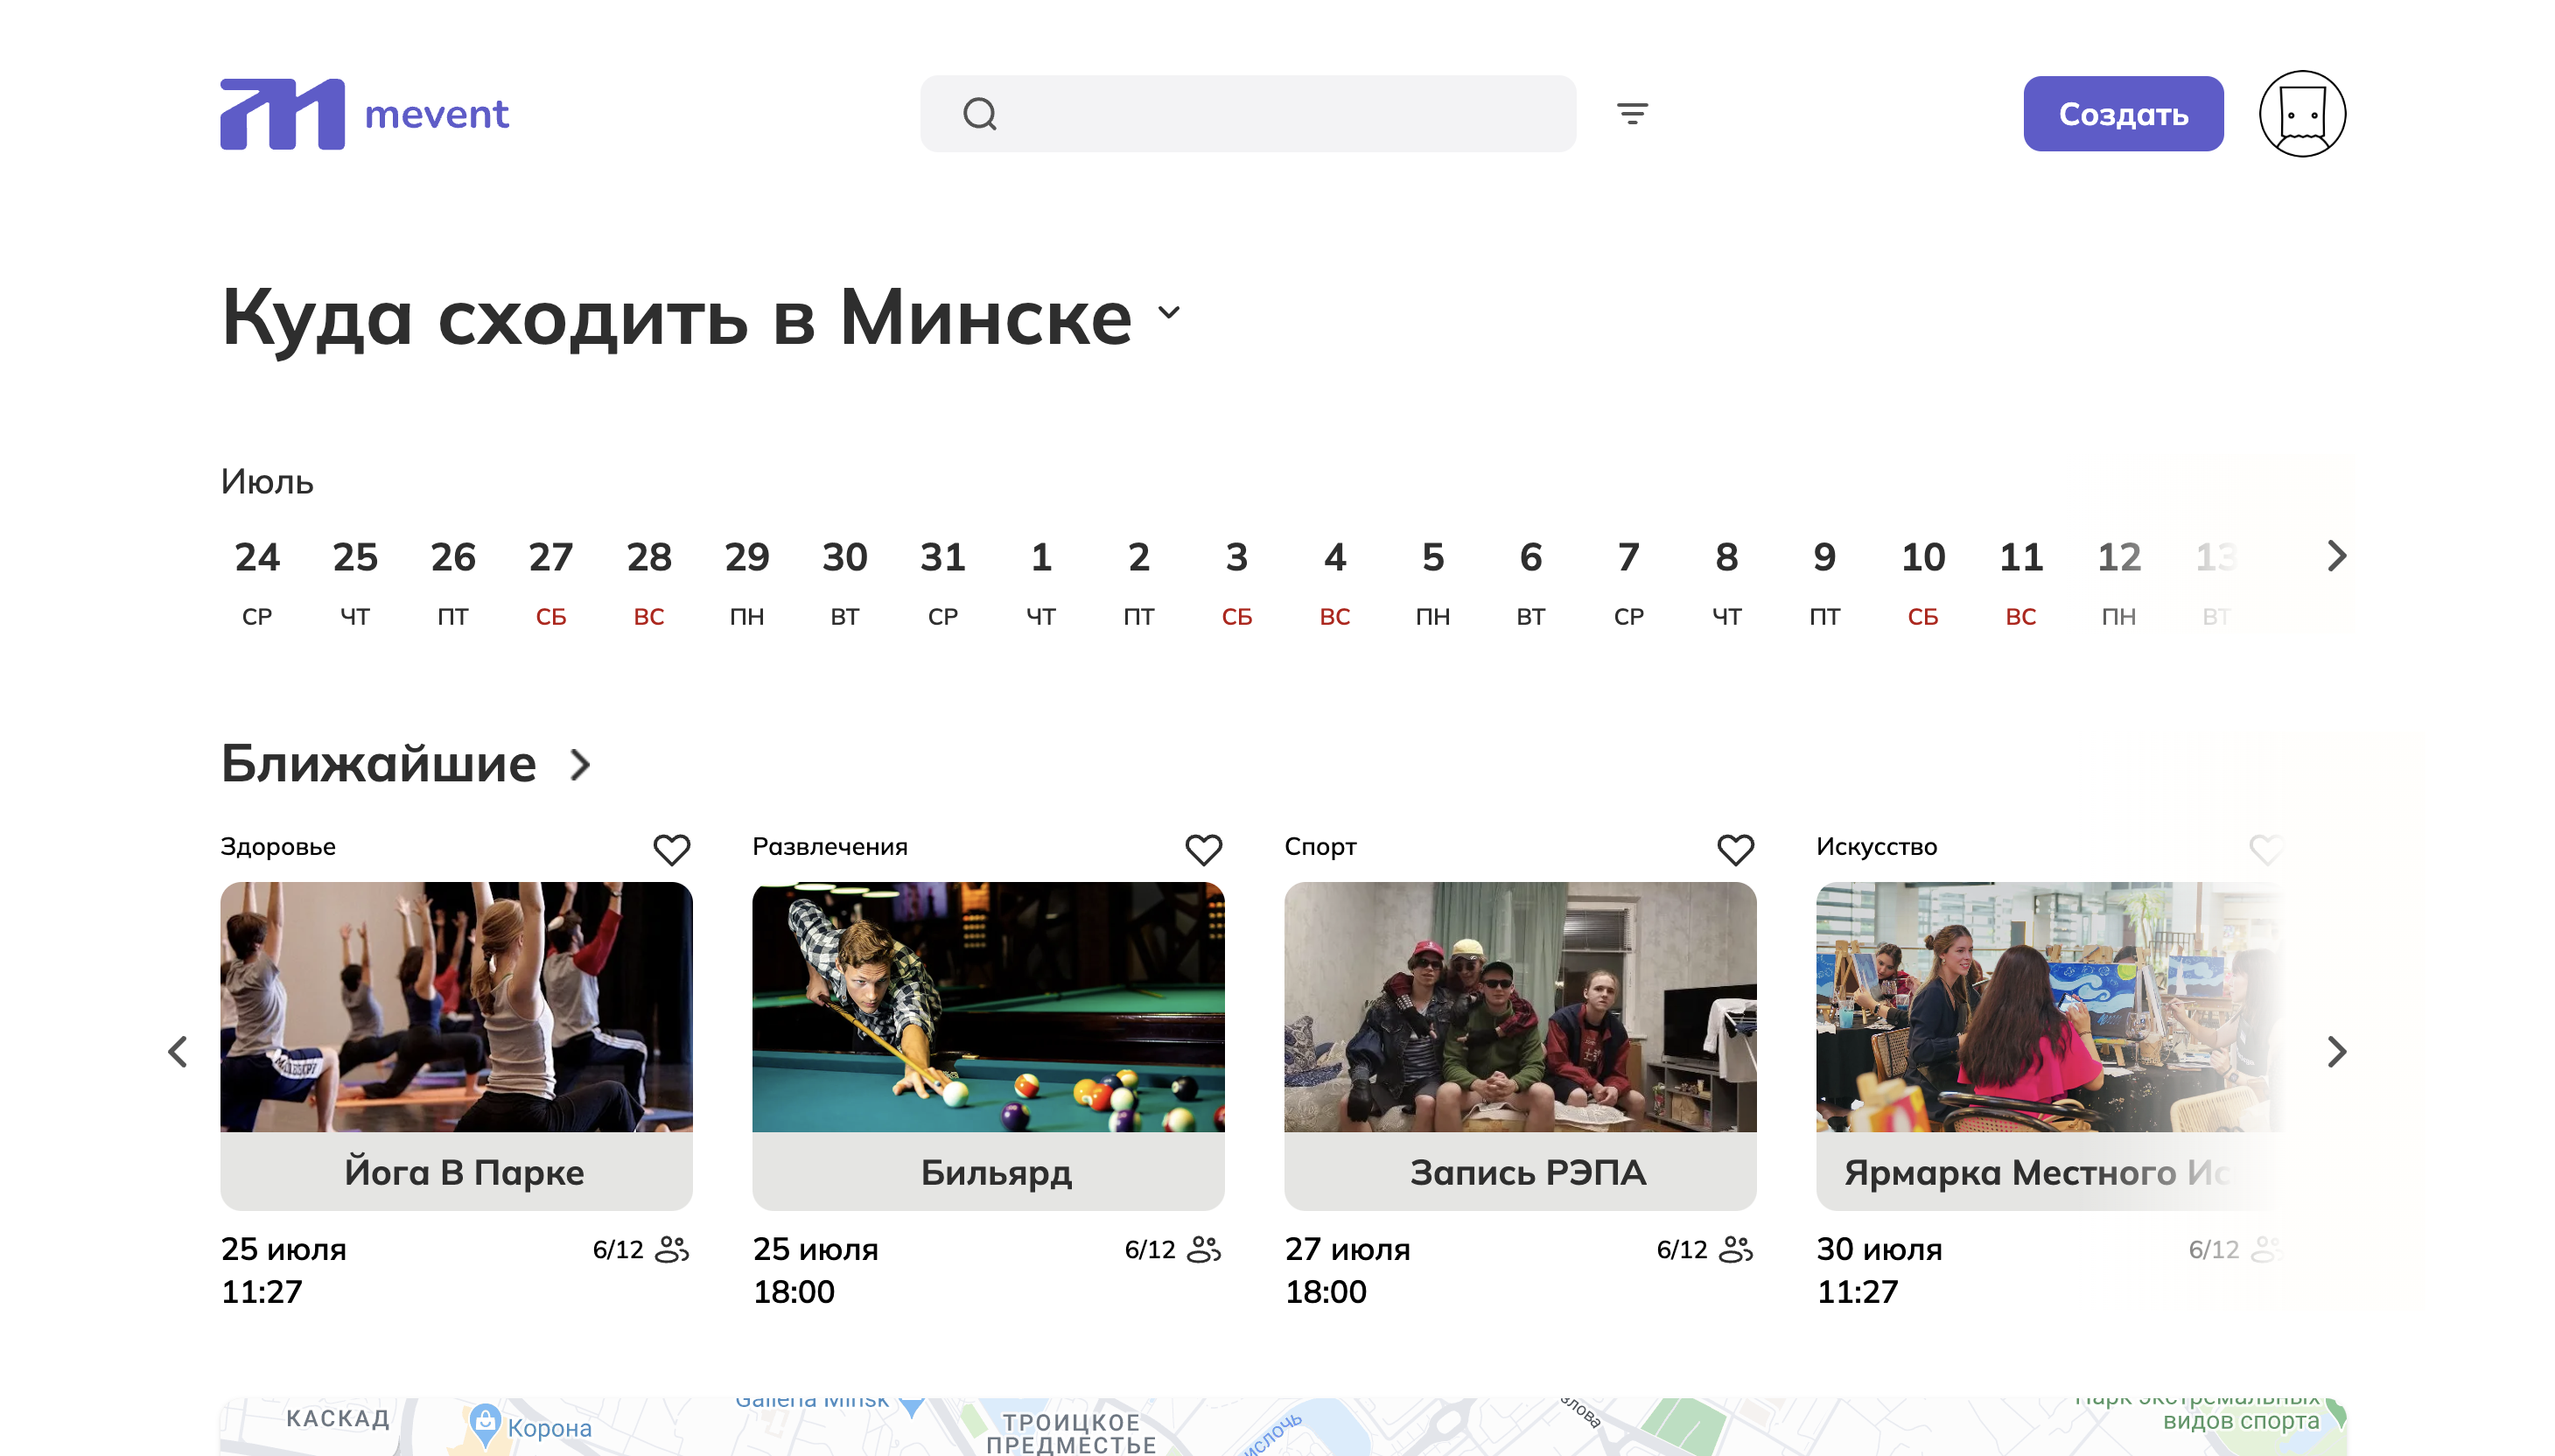 mevent
Создать
Куда сходить в Минске
Июль
24 25 26 27 28 29 30 31 1 2 3 4 5 6 7 8 9 10 11 12 13
СР ЧТ ПТ СБ ВС ПН ВТ СР ЧТ ПТ СБ ВС ПН ВТ СР ЧТ ПТ СБ ВС ПН ВТ
Ближайшие
Здоровье
Развлечения
Спорт
Искусство
Йога В Парке
Бильярд
Запись РЭПА
Ярмарка Местного Ис
25 июля 6/12
11:27
25 июля 6/12
18:00
27 июля 6/12
18:00
30 июля 6/12
11:27
Galleria Minsk
Парк экстремальных
видов спорта
КАСКАД
Корона
ТРОИЦКОЕ
ПРЕДМЕСТЬЕ